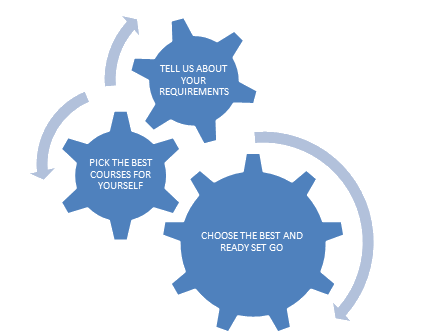 TELL US ABOUT
YOUR
REQUIREMENTS
PICK THE BEST
COURSES FOR
YOURSELF
CHOOSE THE BEST AND
READY SET GO